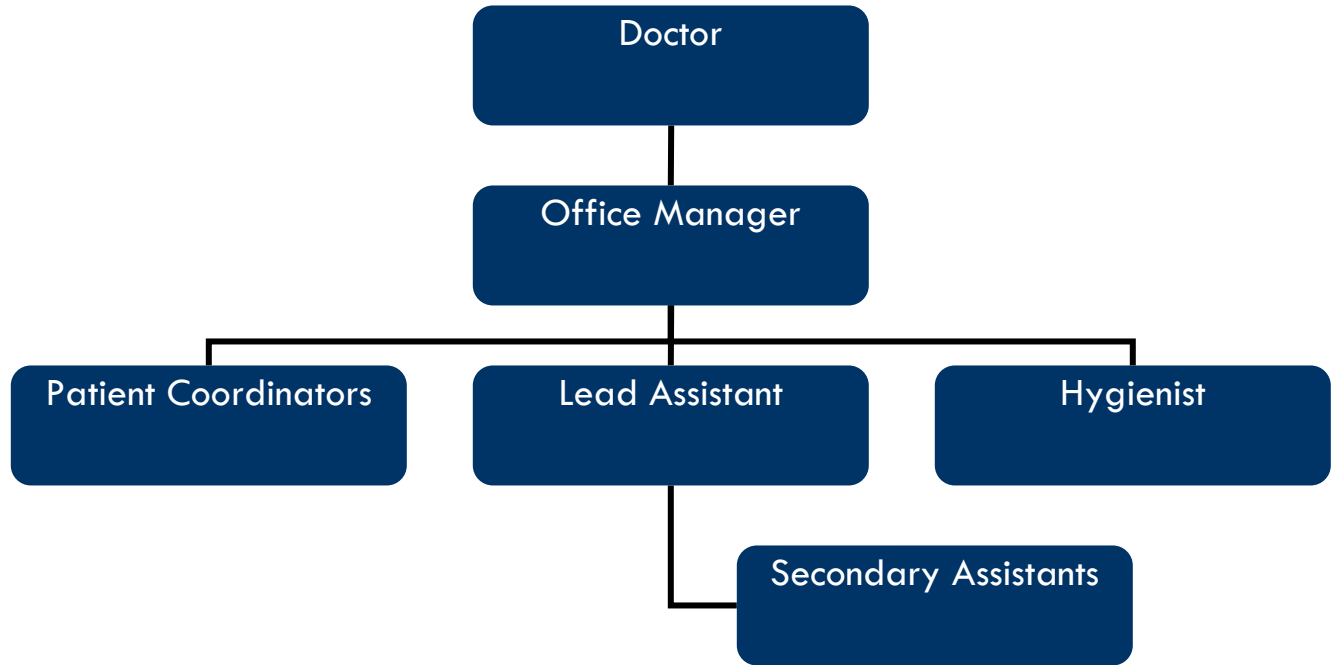 Doctor
Office Manager
Patient Coordinators
Lead Assistant
Hygienist
Secondary Assistants